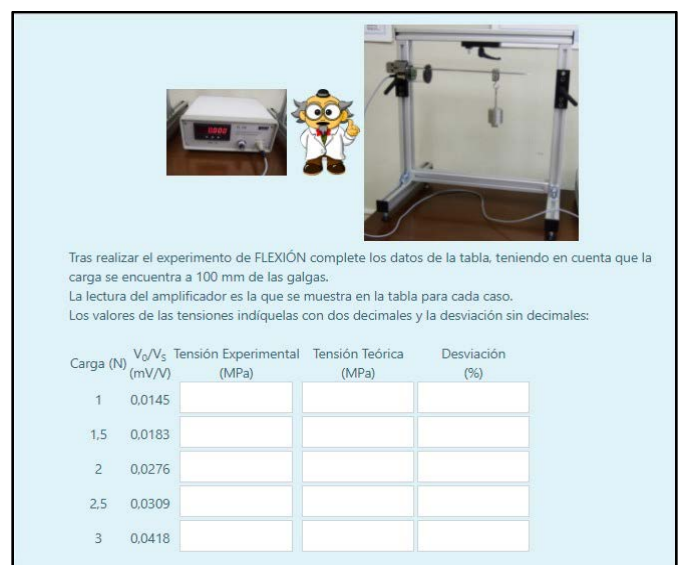 Tras realizar el experimento de FLEXIÓN complete los datos de la tabla, teniendo en cuenta que la
carga se encuentra a 100 mm de las galgas.
La lectura del amplificador es la que se muestra en la tabla para cada caso.
Los valores de las tensiones indíquelas con dos decimales y la desviación sin decimales:
Carga (N) V₀/Vₛ (mV/V) Tensión Experimental (MPa) Tensión Teórica (MPa) Desviación (%)
1 0,0145
1,5 0,0183
2 0,0276
2,5 0,0309
3 0,0418